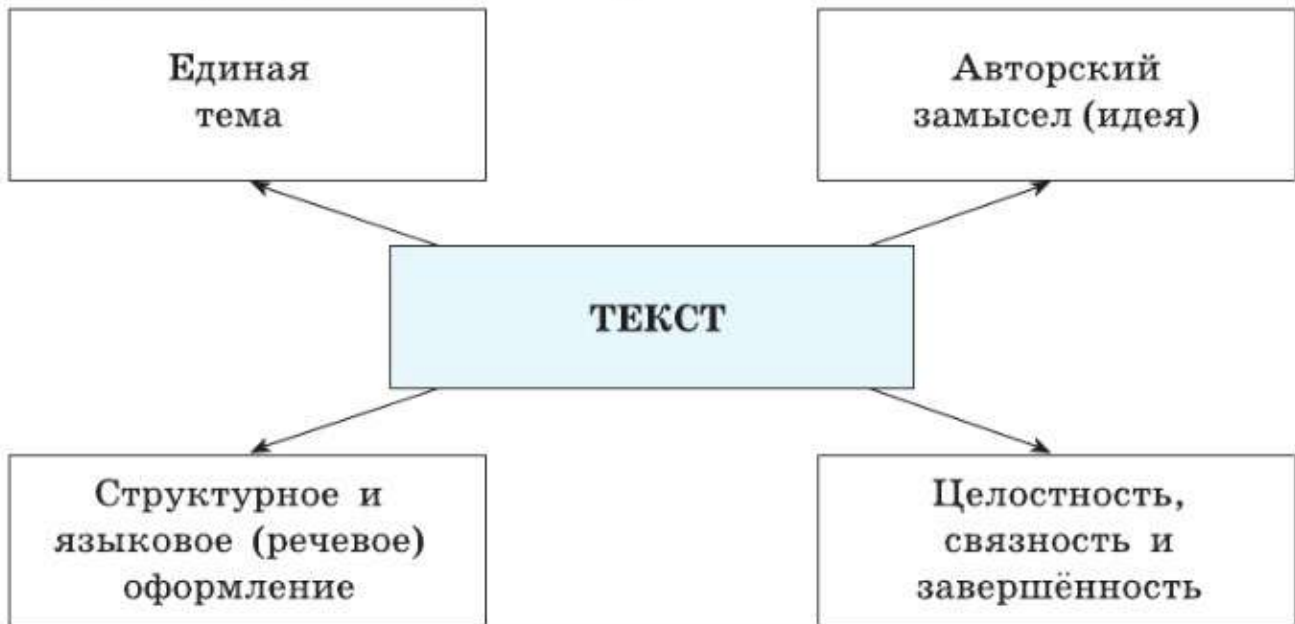 Единая
тема
Авторский
замысел (идея)
ТЕКСТ
Структурное и
языковое (речевое)
оформление
Целостность,
связность и
завершённость